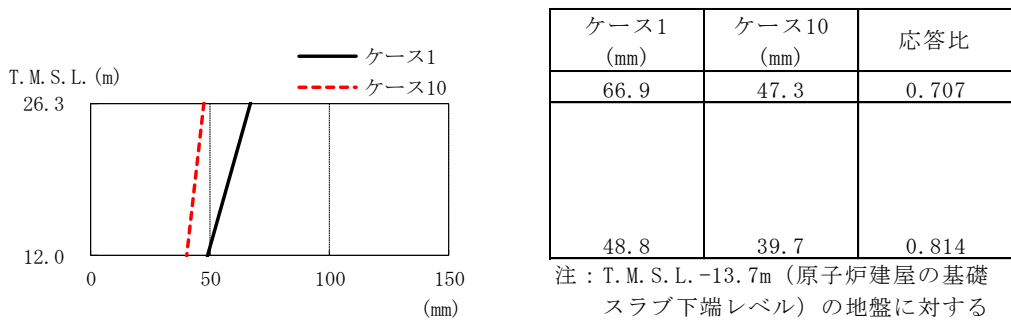 ケース1
ケース10
T.M.S.L.(m)
26.3
12.0
0 50 100 150
(mm)
ケース1 ケース10 応答比
(mm) (mm)
66.9 47.3 0.707
48.8 39.7 0.814
注：T.M.S.L.-13.7m（原子炉建屋の基礎
スラブ下端レベル）の地盤に対する